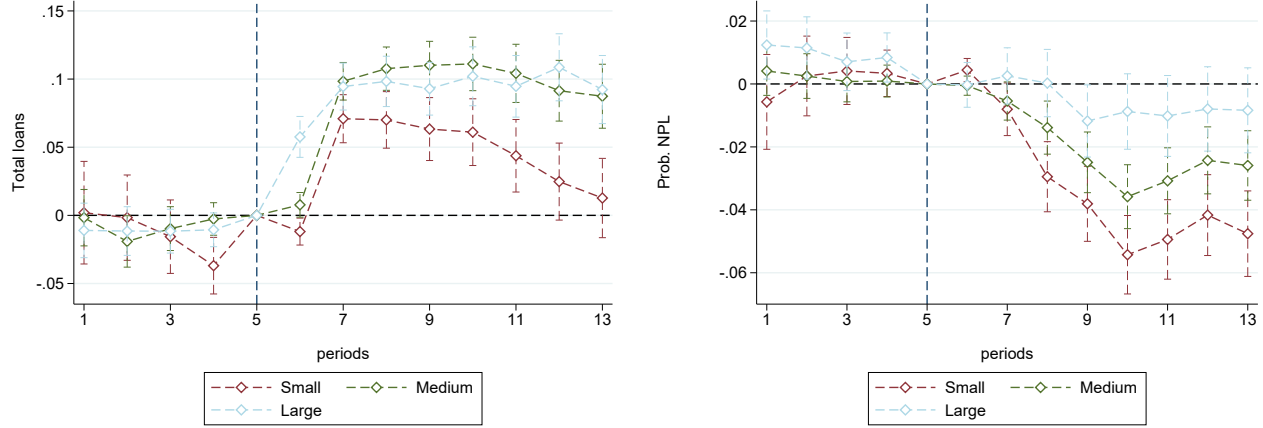 Total loans
.15
.1
.05
0
-.05
1 3 5 7 9 11 13
periods
Small Medium
Large
Prob. NPL
.02
0
-.02
-.04
-.06
1 3 5 7 9 11 13
periods
Small Medium
Large